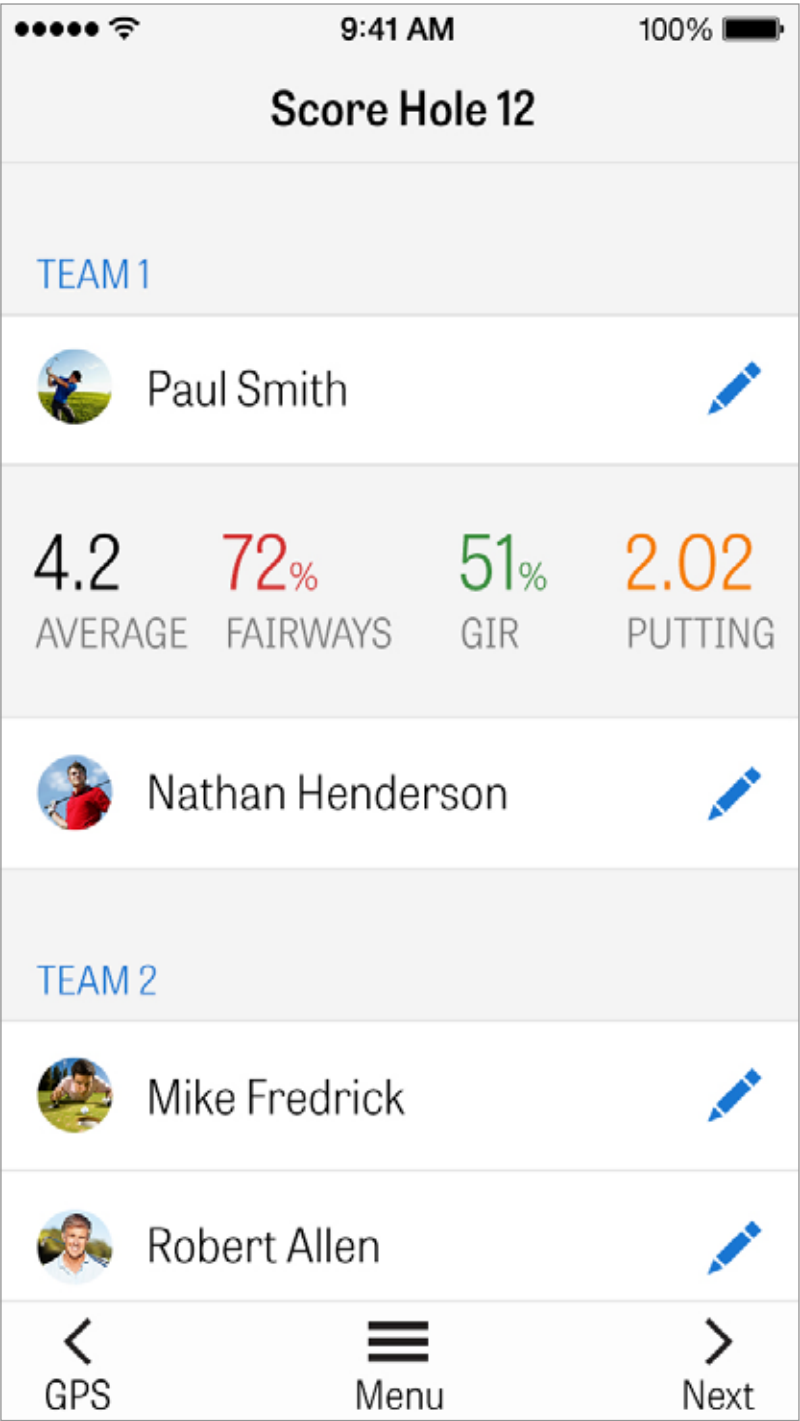 9:41 AM 100%
Score Hole 12
TEAM 1
Paul Smith
4.2 72% 51% 2.02
AVERAGE FAIRWAYS GIR PUTTING
Nathan Henderson
TEAM 2
Mike Fredrick
Robert Allen
GPS Menu Next